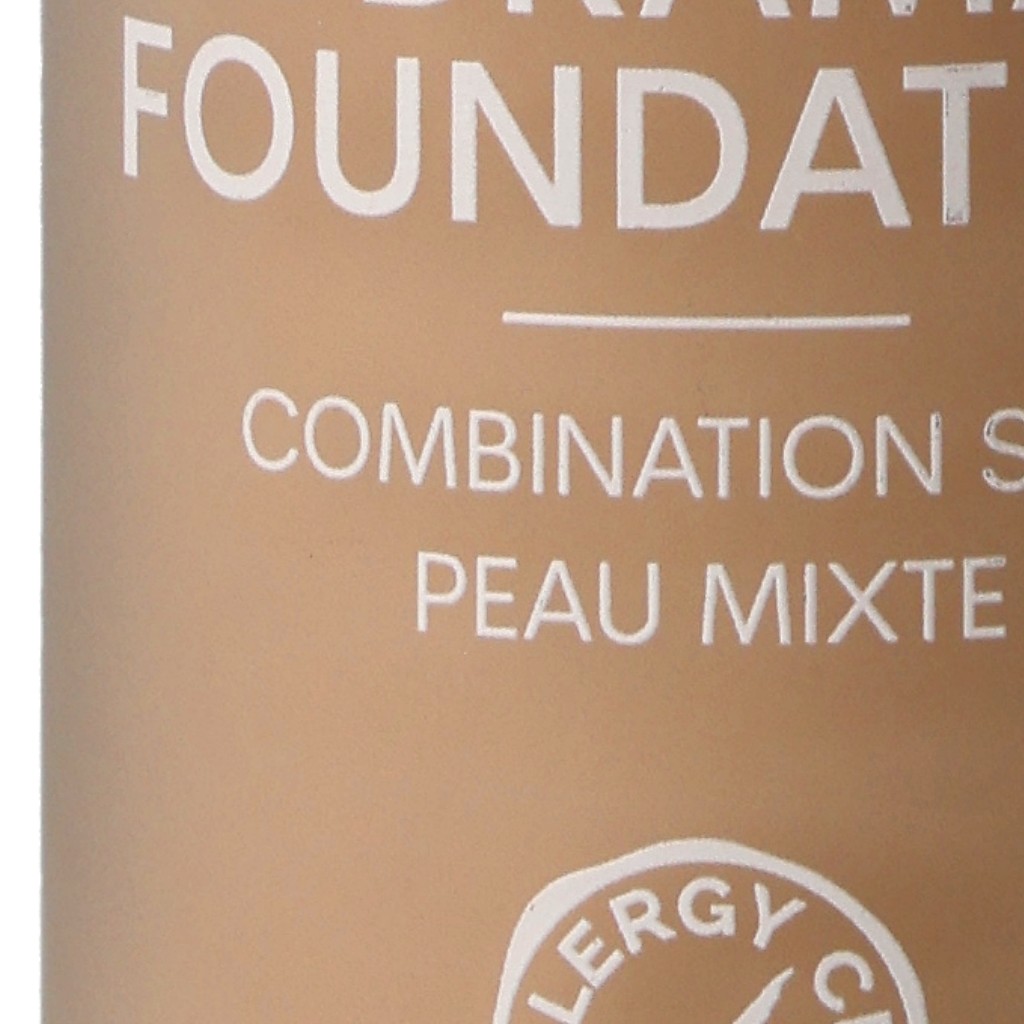 FOUNDAT
COMBINATION S
PEAU MIXTE
LERGY C